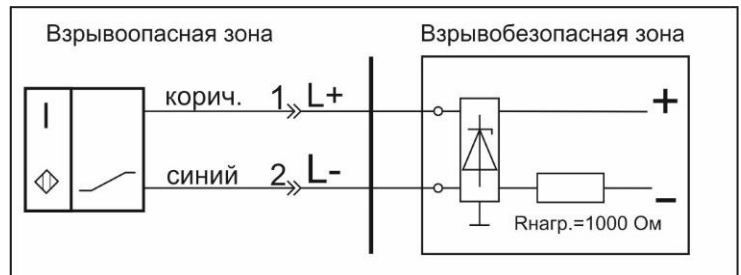 Взрывоопасная зона
Взрывобезопасная зона
I
корич. 1 L+
+
синий 2 L-
−
Rнагр.=1000 Ом